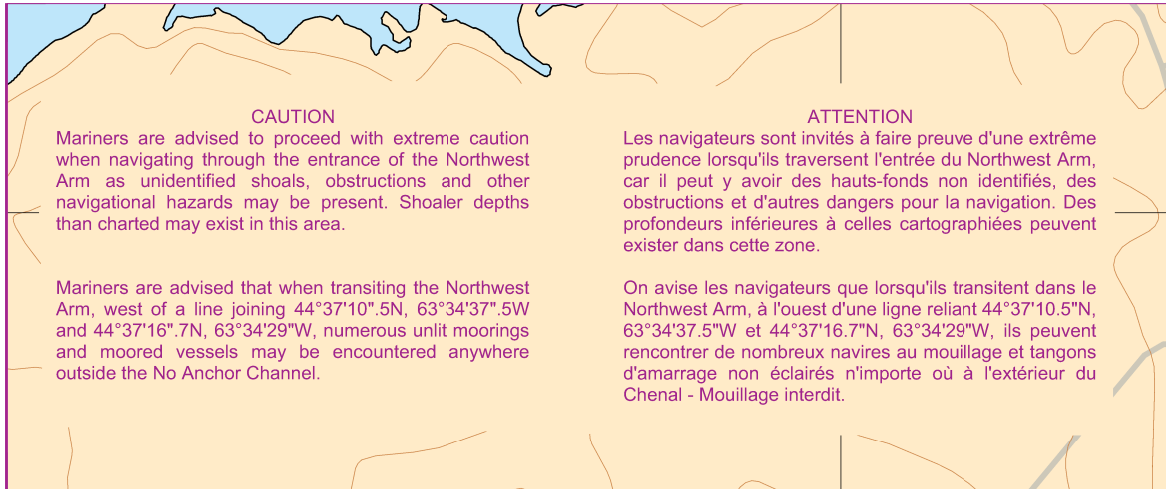 CAUTION
Mariners are advised to proceed with extreme caution
when navigating through the entrance of the Northwest
Arm as unidentified shoals, obstructions and other
navigational hazards may be present. Shoaler depths
than charted may exist in this area.
Mariners are advised that when transiting the Northwest
Arm, west of a line joining 44°37'10".5N, 63°34'37".5W
and 44°37'16".7N, 63°34'29"W, numerous unlit moorings
and moored vessels may be encountered anywhere
outside the No Anchor Channel.
ATTENTION
Les navigateurs sont invités à faire preuve d'une extrême
prudence lorsqu'ils traversent l'entrée du Northwest Arm,
car il peut y avoir des hauts-fonds non identifiés, des
obstructions et d'autres dangers pour la navigation. Des
profondeurs inférieures à celles cartographiées peuvent
exister dans cette zone.
On avise les navigateurs que lorsqu'ils transitent dans le
Northwest Arm, à l'ouest d'une ligne reliant 44°37'10.5"N,
63°34'37.5"W et 44°37'16.7"N, 63°34'29"W, ils peuvent
rencontrer de nombreux navires au mouillage et tangons
d'amarrage non éclairés n'importe où à l'extérieur du
Chenal - Mouillage interdit.